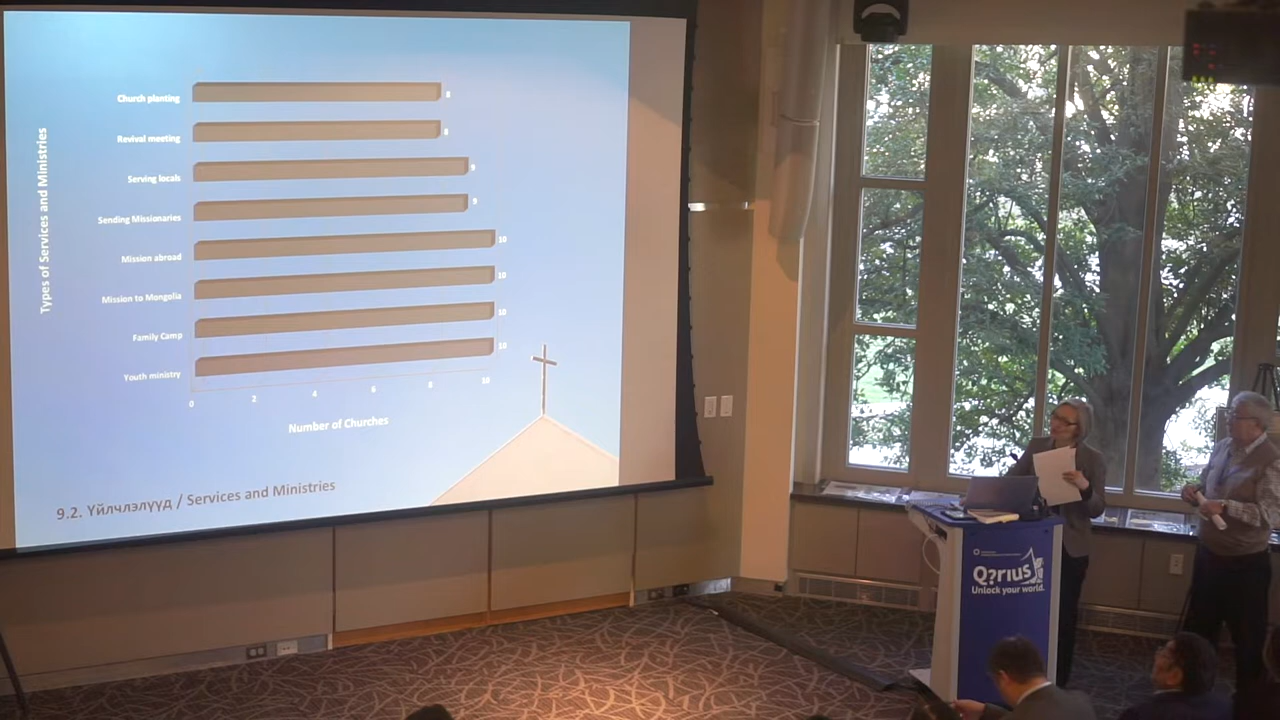 Types of Services and Ministries
Church planting
8
Revival meeting
8
Serving locals
9
Sending Missionaries
9
Mission abroad
10
Mission to Mongolia
10
Family Camp
10
Youth ministry
10
0 2 4 6 8 10
Number of Churches
9.2. Үйлчлэлүүд / Services and Ministries
Q?rius
Unlock your world.